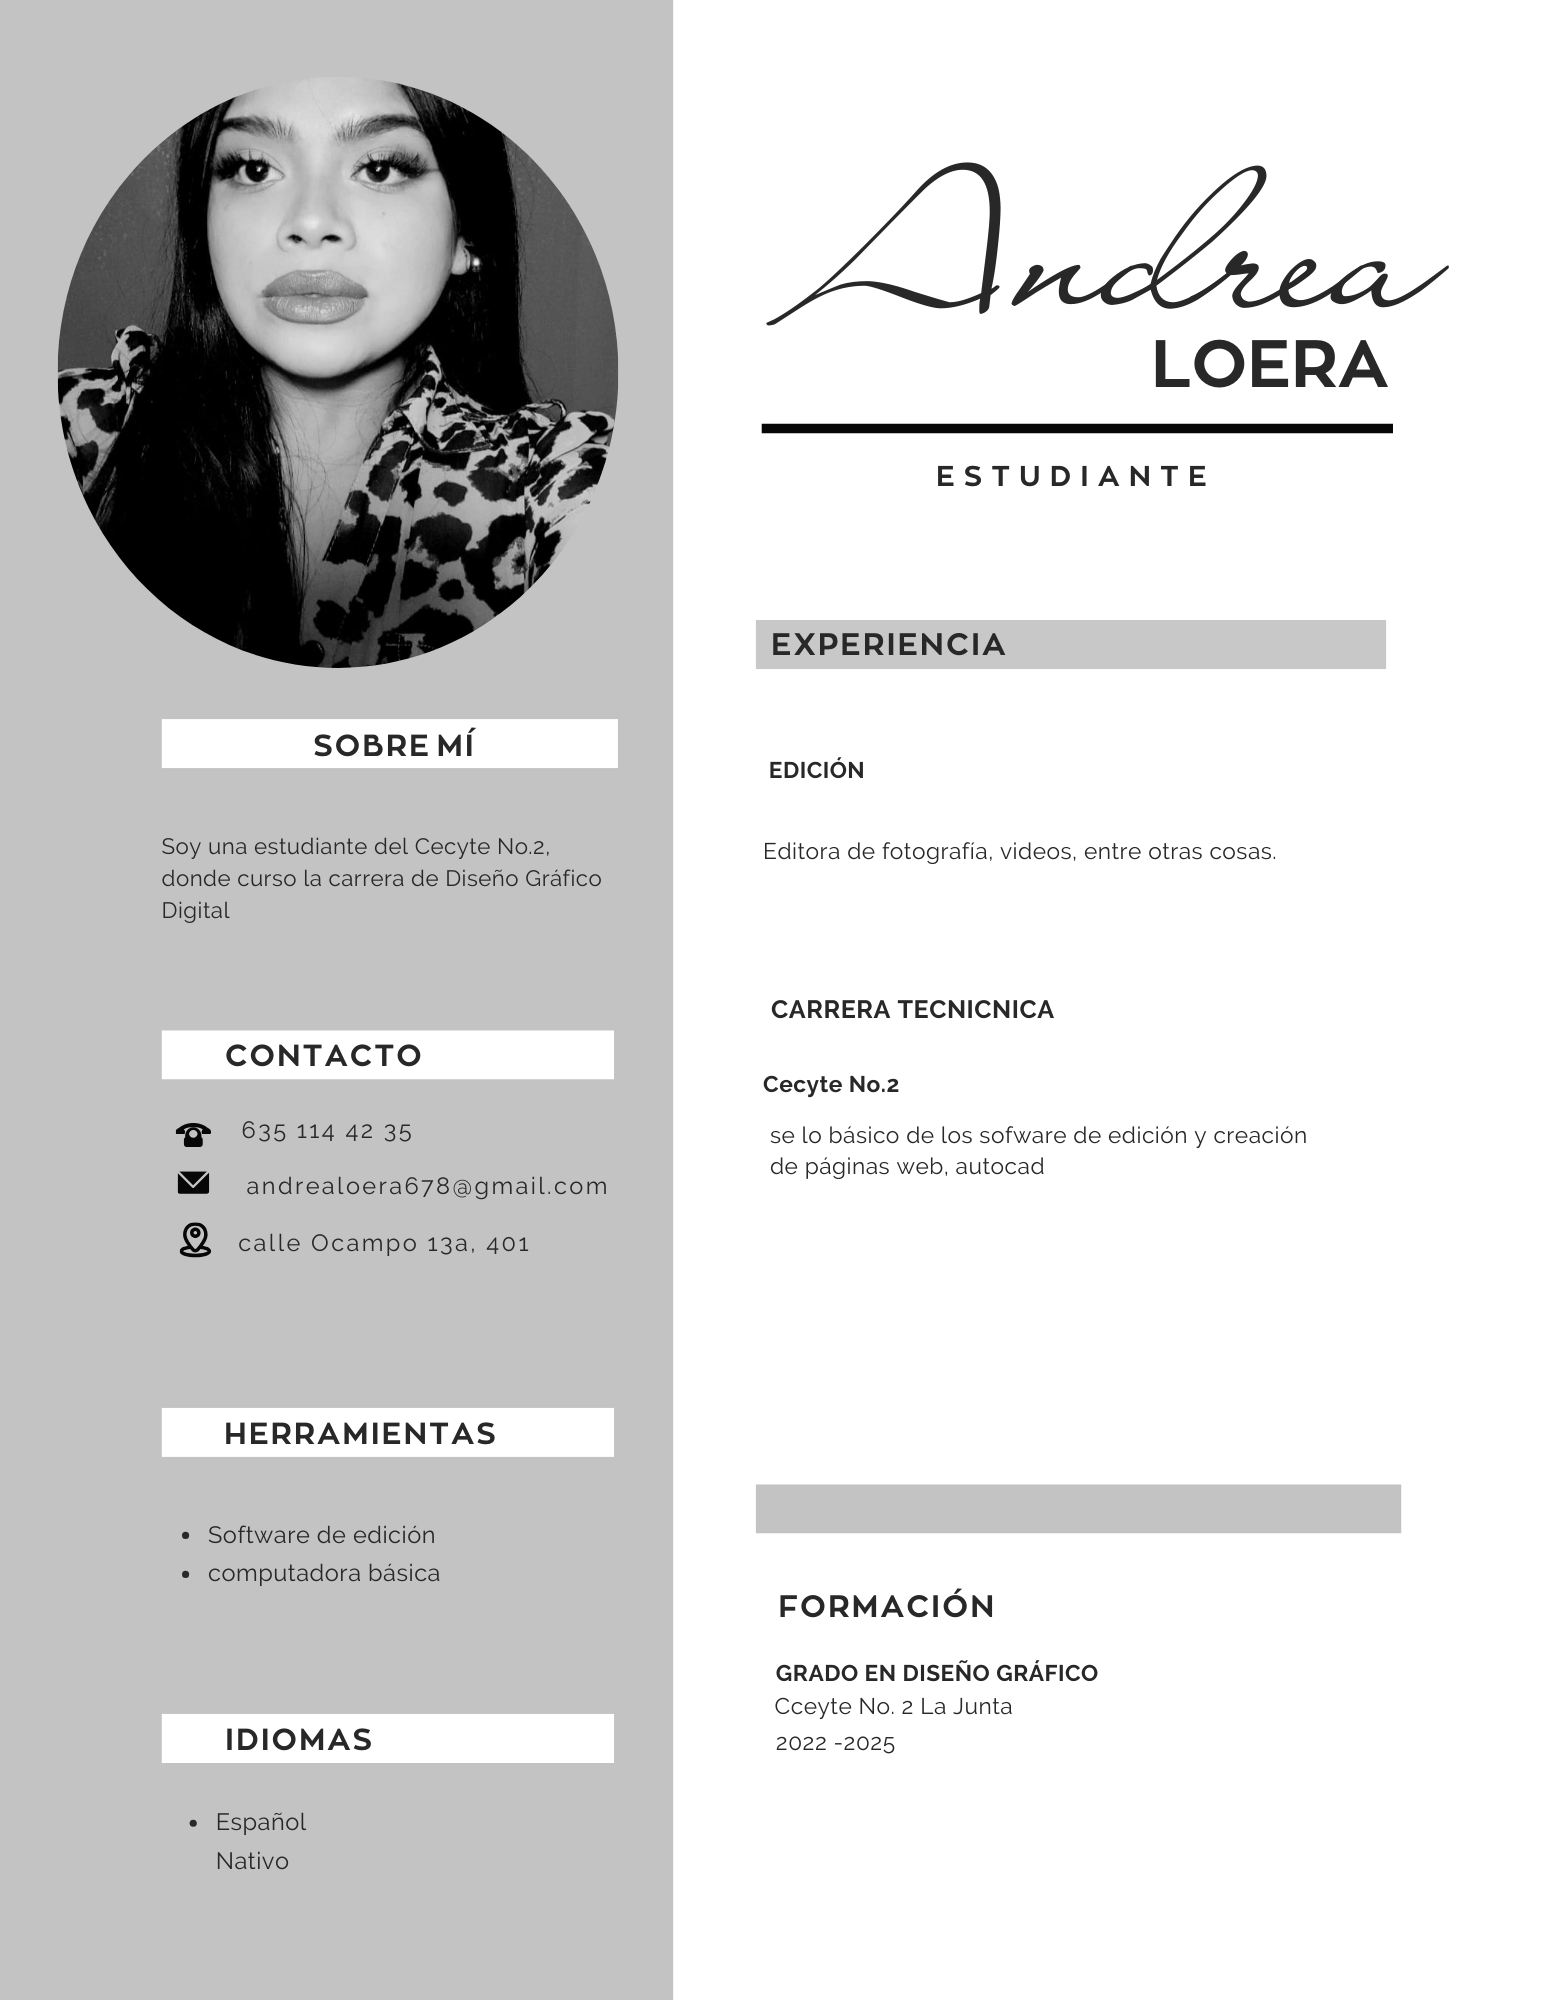 Andrea
LOERA
ESTUDIANTE
SOBRE MÍ
Soy una estudiante del Cecyte No.2,
donde curso la carrera de Diseño Gráfico
Digital
CONTACTO
635 114 42 35
andrealoera678@gmail.com
calle Ocampo 13a, 401
HERRAMIENTAS
• Software de edición
• computadora básica
IDIOMAS
• Español
Nativo
EXPERIENCIA
EDICIÓN
Editora de fotografía, videos, entre otras cosas.
CARRERA TECNICNICA
Cecyte No.2
se lo básico de los sofware de edición y creación
de páginas web, autocad
FORMACIÓN
GRADO EN DISEÑO GRÁFICO
Cceyte No. 2 La Junta
2022 -2025